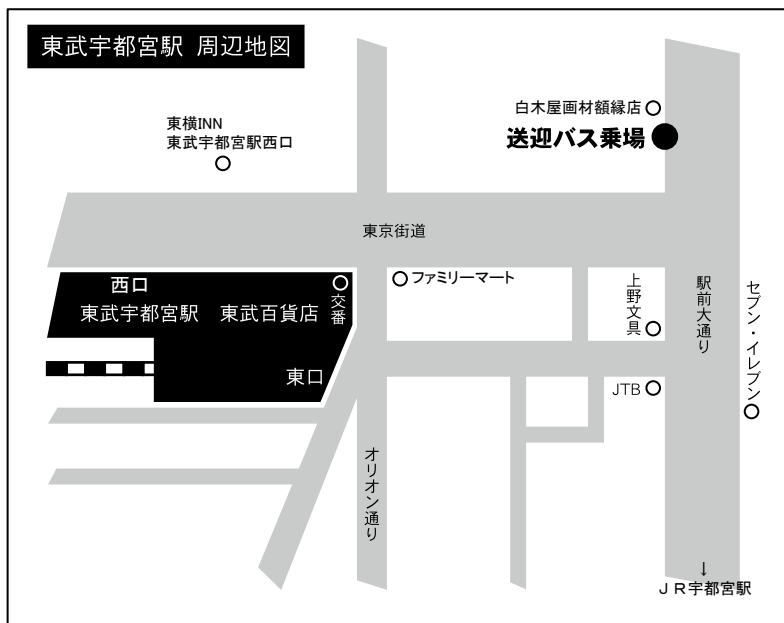 東武宇都宮駅 周辺地図
白木屋画材額縁店
送迎バス乗場
東横INN
東武宇都宮駅西口
東京街道
西口
東武宇都宮駅
東武百貨店
交番
ファミリーマート
上野文具
駅前大通り
セブン・イレブン
東口
JTB
オリオン通り
↓
ＪＲ宇都宮駅